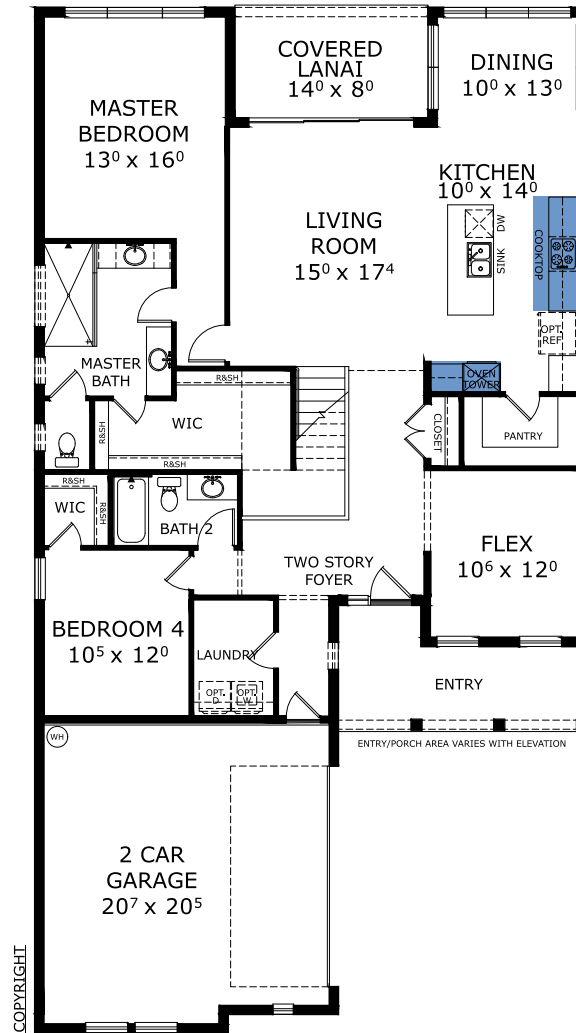 COVERED
LANAI
14⁰ x 8⁰
DINING
10⁰ x 13⁰
MASTER
BEDROOM
13⁰ x 16⁰
KITCHEN
10⁰ x 14⁰
LIVING
ROOM
15⁰ x 17⁴
DW
SINK
COOKTOP
OPT.
REF
MASTER
BATH
OVEN
TOWER
R&SH
WIC
R&SH
R&SH
CLOSET
PANTRY
R&SH
WIC
R&SH
BATH 2
FLEX
10⁶ x 12⁰
TWO STORY
FOYER
BEDROOM 4
10⁵ x 12⁰
LAUNDRY
OPT.
D
OPT.
W
ENTRY
WH
ENTRY/PORCH AREA VARIES WITH ELEVATION
2 CAR
GARAGE
20⁷ x 20⁵
COPYRIGHT